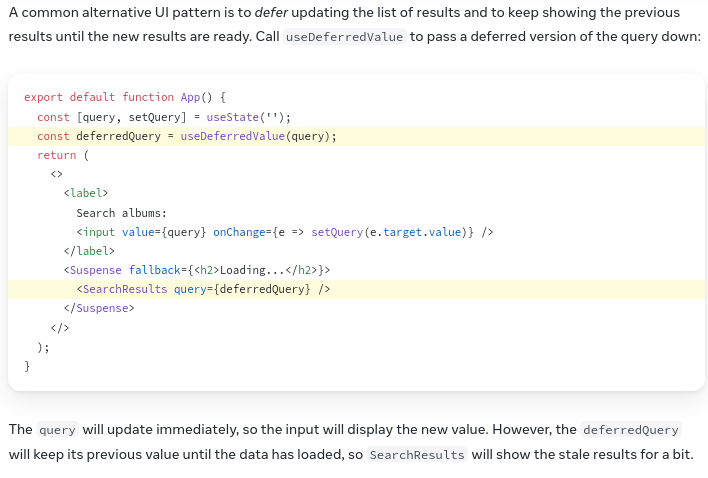 A common alternative UI pattern is to defer updating the list of results and to keep showing the previous
results until the new results are ready. Call useDeferredValue to pass a deferred version of the query down:
export default function App() {
  const [query, setQuery] = useState('');
  const deferredQuery = useDeferredValue(query);
  return (
    <>
      <label>
        Search albums:
        <input value={query} onChange={e => setQuery(e.target.value)} />
      </label>
      <Suspense fallback={<h2>Loading...</h2>}>
        <SearchResults query={deferredQuery} />
      </Suspense>
    </>
  );
}
The query will update immediately, so the input will display the new value. However, the deferredQuery
will keep its previous value until the data has loaded, so SearchResults will show the stale results for a bit.